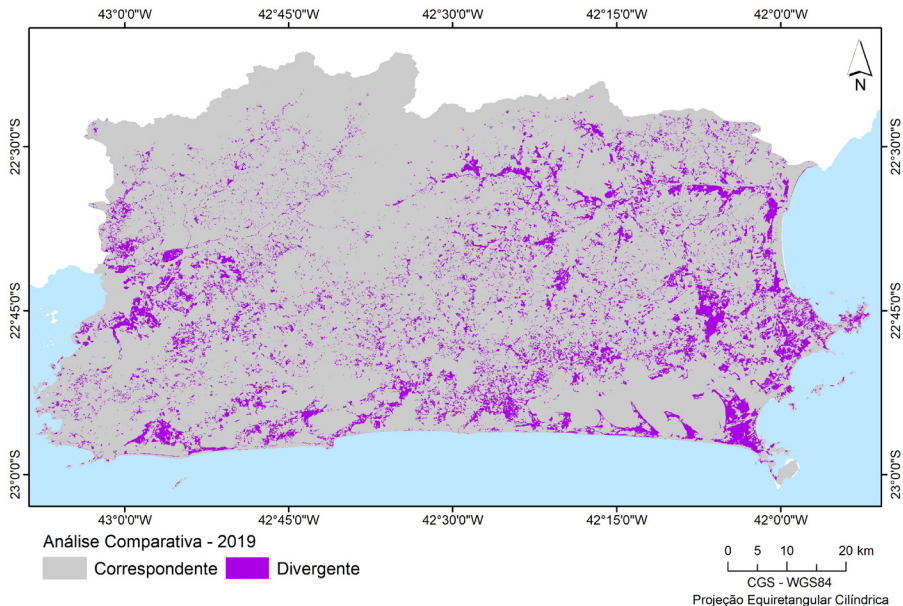 43°0'0"W 42°45'0"W 42°30'0"W 42°15'0"W 42°0'0"W
N
22°30'0"S 22°30'0"S
22°45'0"S 22°45'0"S
23°0'0"S 23°0'0"S
43°0'0"W 42°45'0"W 42°30'0"W 42°15'0"W 42°0'0"W
Análise Comparativa - 2019
Correspondente Divergente
0 5 10 20 km
CGS - WGS84
Projeção Equiretangular Cilíndrica